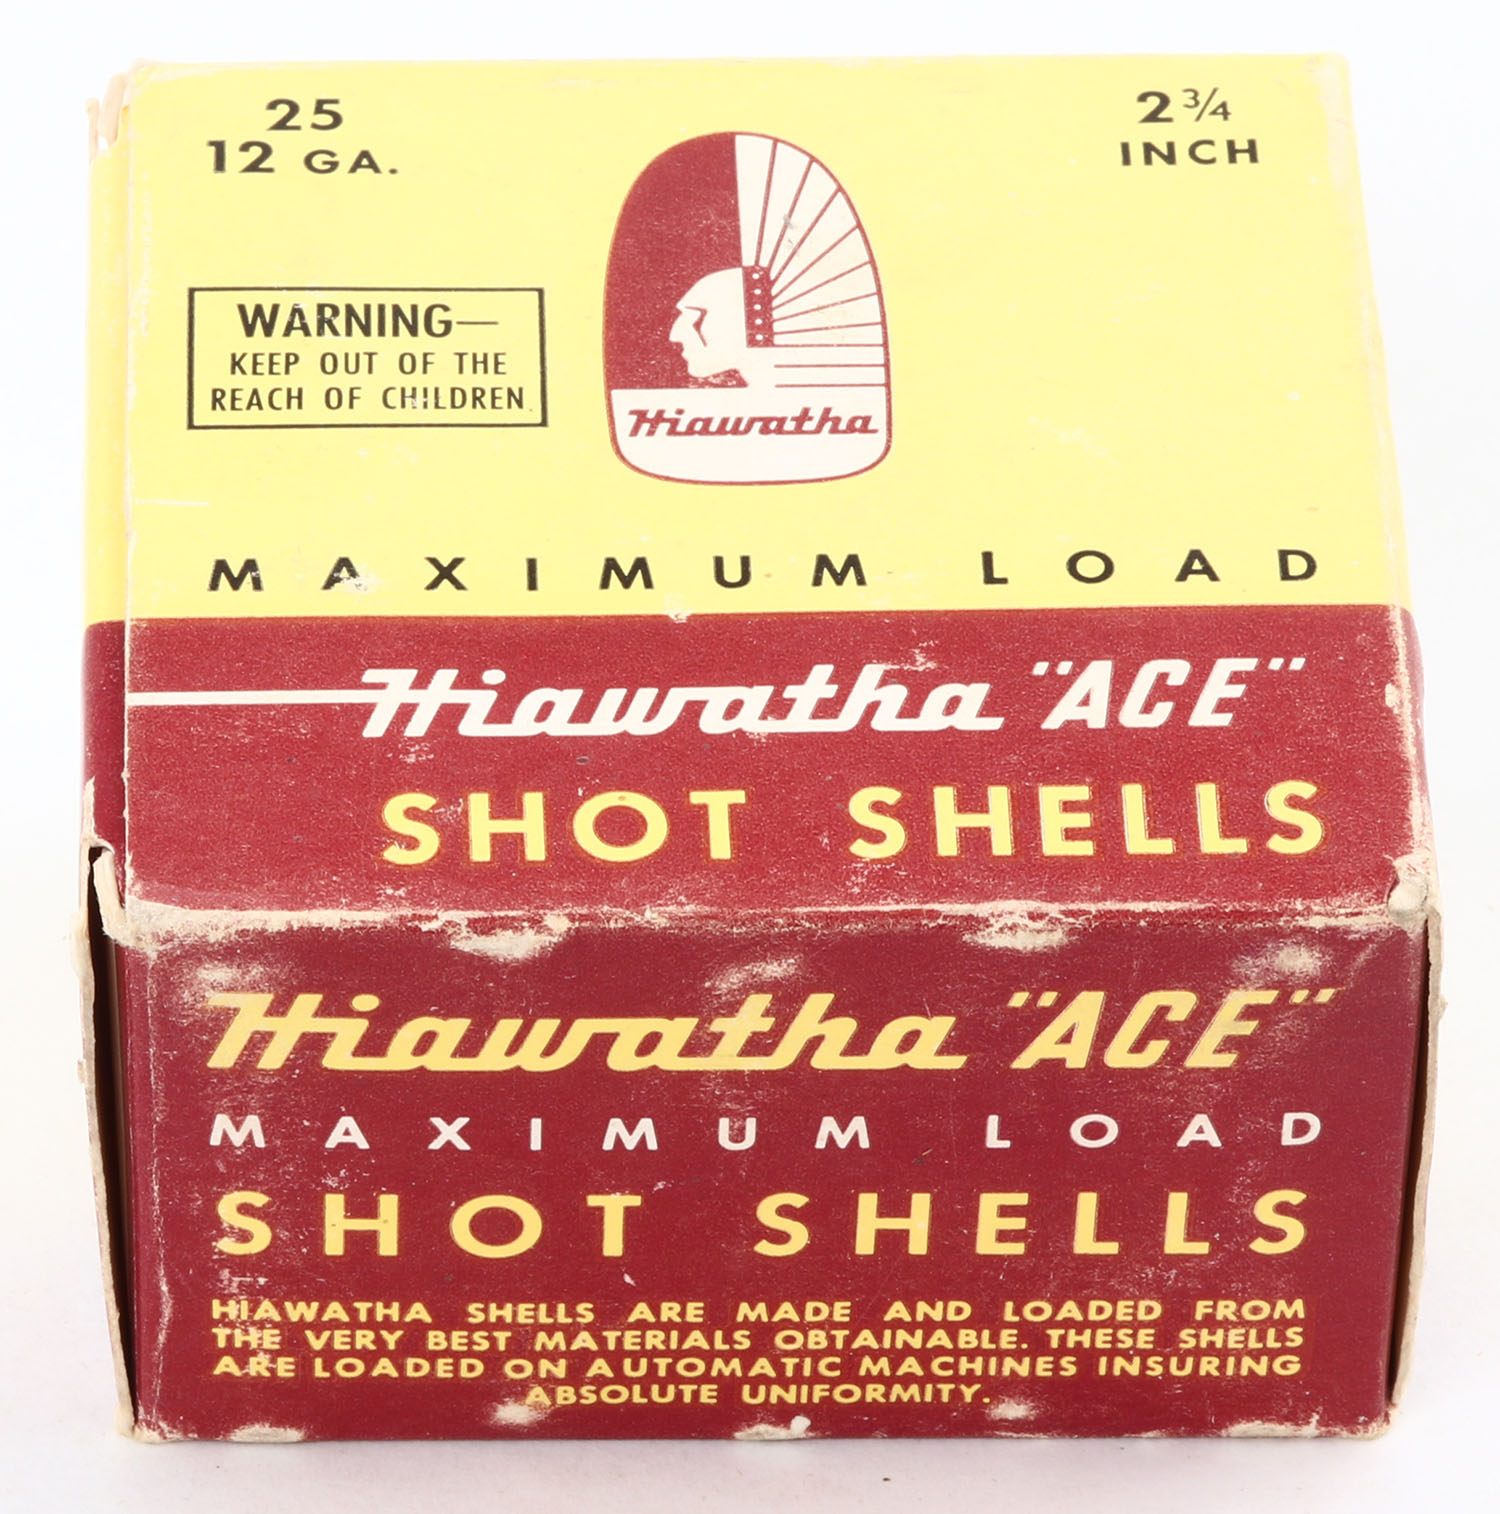 25
12 GA.
2 3/4
INCH
WARNING—
KEEP OUT OF THE
REACH OF CHILDREN
Hiawatha
MAXIMUM LOAD
Hiawatha "ACE"
SHOT SHELLS
Hiawatha "ACE"
MAXIMUM LOAD
SHOT SHELLS
HIAWATHA SHELLS ARE MADE AND LOADED FROM
THE VERY BEST MATERIALS OBTAINABLE. THESE SHELLS
ARE LOADED ON AUTOMATIC MACHINES INSURING
ABSOLUTE UNIFORMITY.